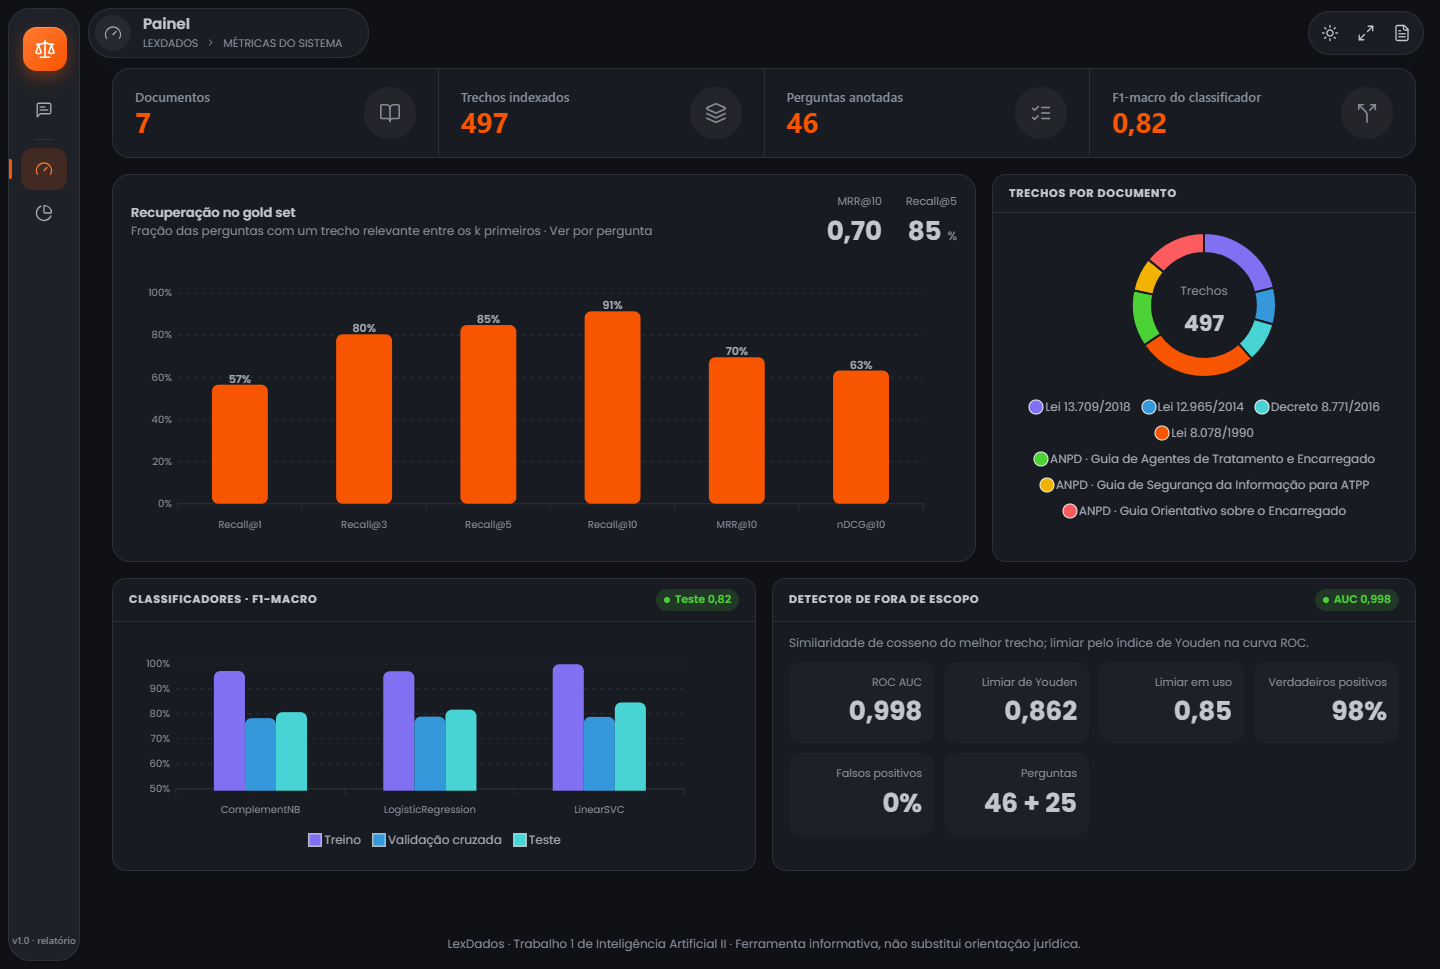 Painel
LEXDADOS > MÉTRICAS DO SISTEMA
Documentos
7
Trechos indexados
497
Perguntas anotadas
46
F1-macro do classificador
0,82
Recuperação no gold set
Fração das perguntas com um trecho relevante entre os k primeiros · Ver por pergunta
MRR@10
0,70
Recall@5
85 %
100%
80%
60%
40%
20%
0%
57%
80%
85%
91%
70%
63%
Recall@1
Recall@3
Recall@5
Recall@10
MRR@10
nDCG@10
TRECHOS POR DOCUMENTO
Trechos
497
Lei 13.709/2018 Lei 12.965/2014 Decreto 8.771/2016
Lei 8.078/1990
ANPD · Guia de Agentes de Tratamento e Encarregado
ANPD · Guia de Segurança da Informação para ATPP
ANPD · Guia Orientativo sobre o Encarregado
CLASSIFICADORES · F1-MACRO
Teste 0,82
100%
90%
80%
70%
60%
50%
ComplementNB
LogisticRegression
LinearSVC
Treino Validação cruzada Teste
DETECTOR DE FORA DE ESCOPO
AUC 0,998
Similaridade de cosseno do melhor trecho; limiar pelo índice de Youden na curva ROC.
ROC AUC
0,998
Limiar de Youden
0,862
Limiar em uso
0,85
Verdadeiros positivos
98%
Falsos positivos
0%
Perguntas
46 + 25
v1.0 · relatório
LexDados · Trabalho 1 de Inteligência Artificial II · Ferramenta informativa, não substitui orientação jurídica.